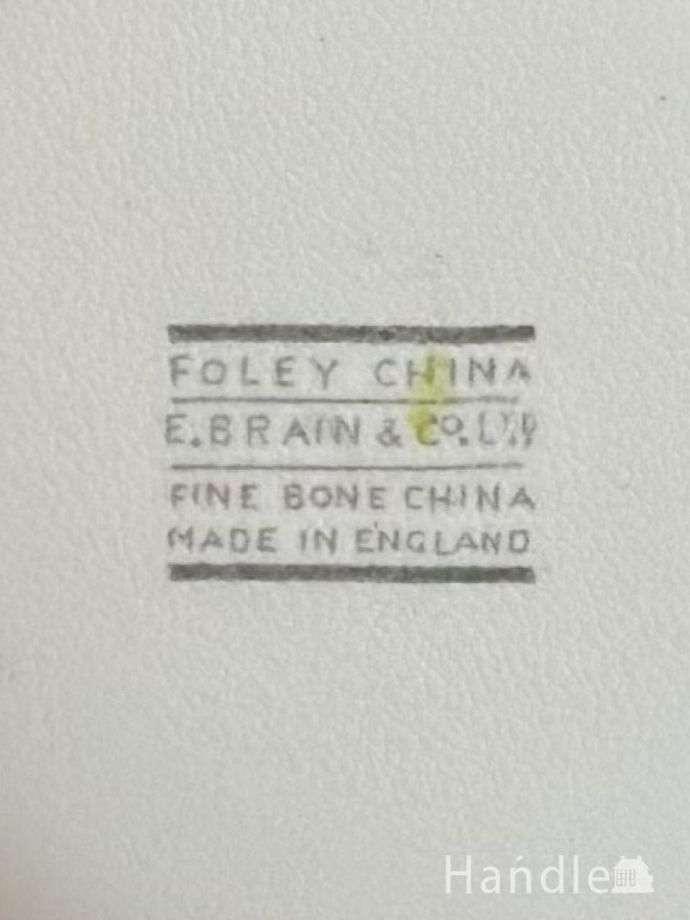 FOLEY CHINA
E.BRAIN & CO. LTD
FINE BONE CHINA
MADE IN ENGLAND
Handle